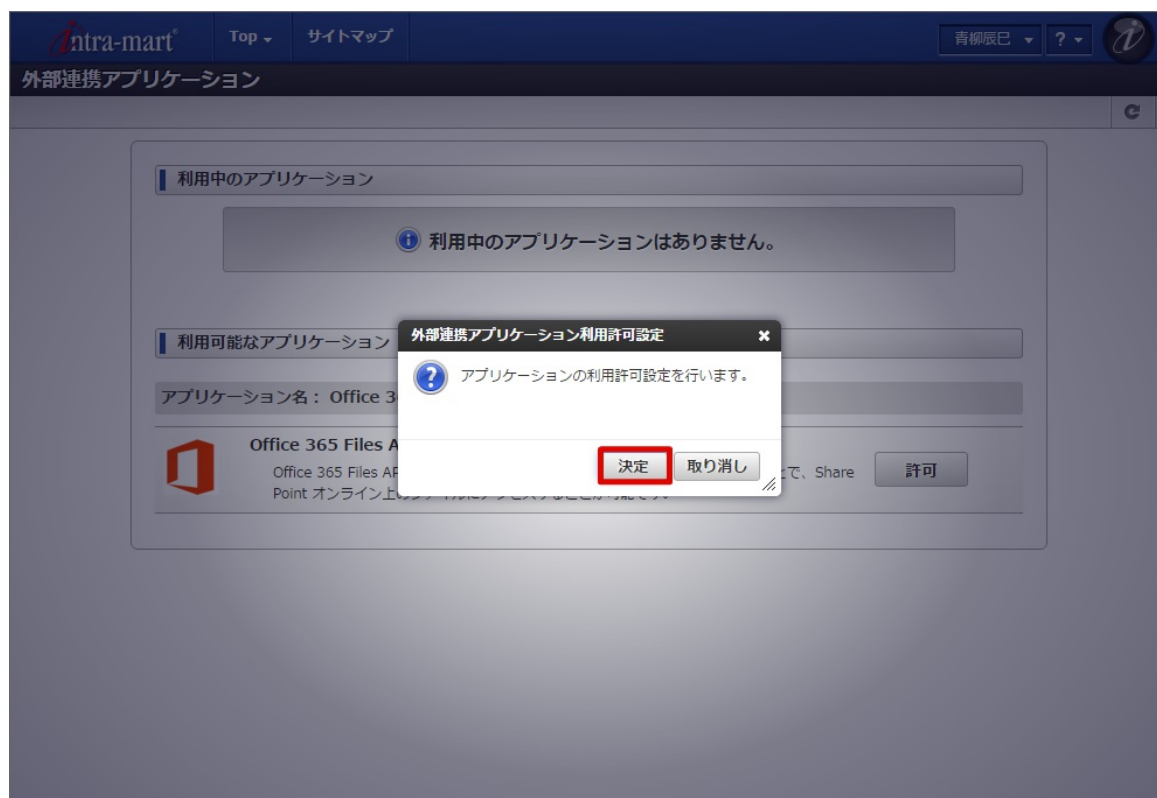 intra-mart®
Top
サイトマップ
青柳辰巳
?
外部連携アプリケーション
利用中のアプリケーション
利用中のアプリケーションはありません。
利用可能なアプリケーション
外部連携アプリケーション利用許可設定
アプリケーションの利用許可設定を行います。
決定
取り消し
アプリケーション名： Office 3
Office 365 Files A
Office 365 Files AP
とで、Share
Point オンライン上の
許可